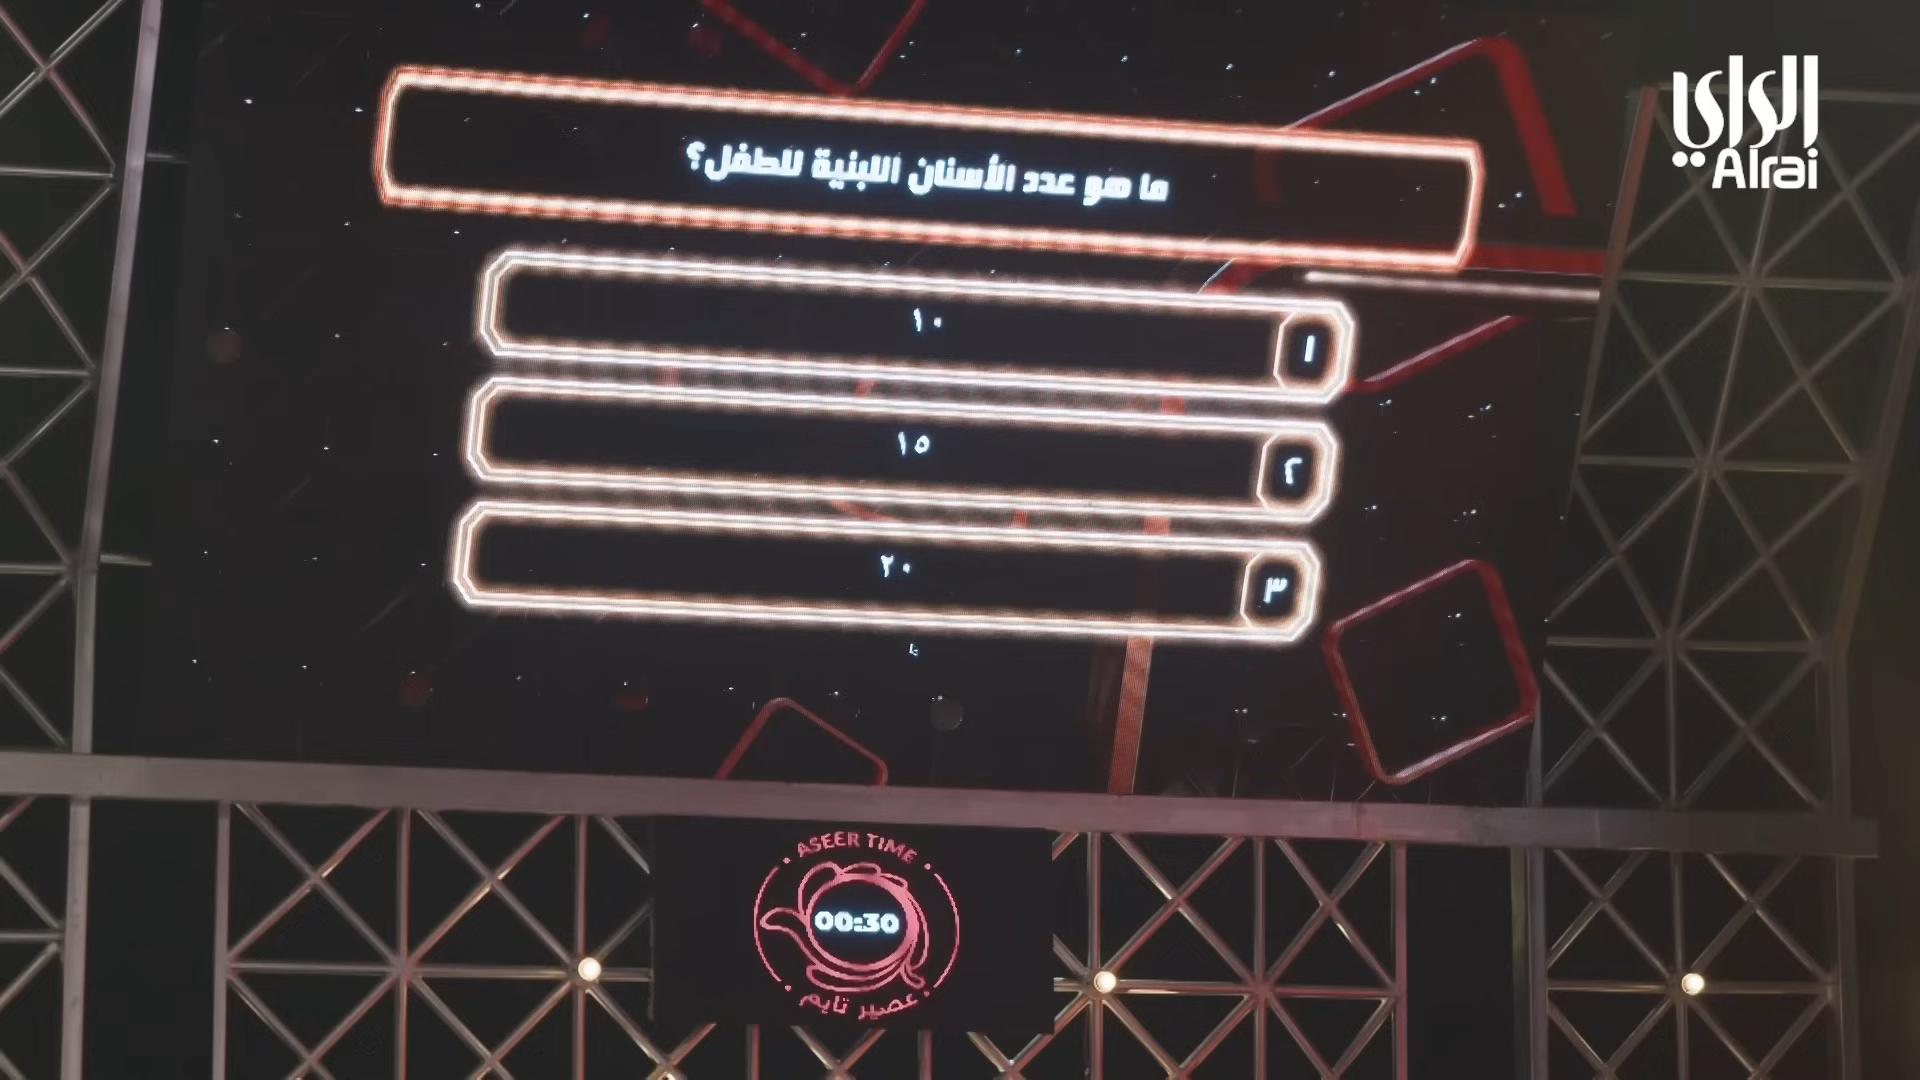 الراي
Alrai
ما هو عدد الأسنان اللبنية للطفل؟
١ ١٠
٢ ١٥
٣ ٢٠
ASEER TIME
00:30
عصير تايم